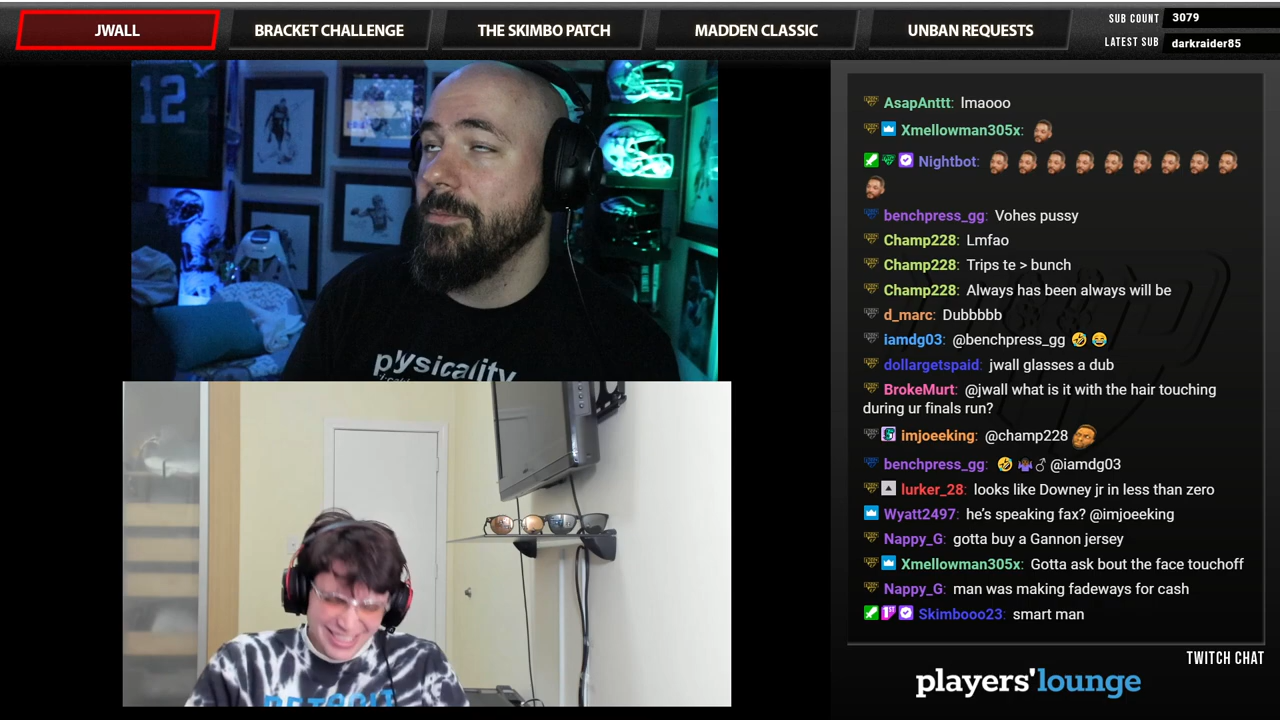 JWALL
BRACKET CHALLENGE
THE SKIMBO PATCH
MADDEN CLASSIC
UNBAN REQUESTS
SUB COUNT 3079
LATEST SUB darkraider85
12
physicality
DETROIT
AsapAnttt: lmaooo
Xmellowman305x:
Nightbot:
benchpress_gg: Vohes pussy
Champ228: Lmfao
Champ228: Trips te > bunch
Champ228: Always has been always will be
d_marc: Dubbbbb
iamdg03: @benchpress_gg 🤣 😂
dollargetspaid: jwall glasses a dub
BrokeMurt: @jwall what is it with the hair touching
during ur finals run?
imjoeeking: @champ228
benchpress_gg: 🤣 🤷🏾 ♂ @iamdg03
lurker_28: looks like Downey jr in less than zero
Wyatt2497: he's speaking fax? @imjoeeking
Nappy_G: gotta buy a Gannon jersey
Xmellowman305x: Gotta ask bout the face touchoff
Nappy_G: man was making fadeways for cash
Skimbooo23: smart man
TWITCH CHAT
players'lounge